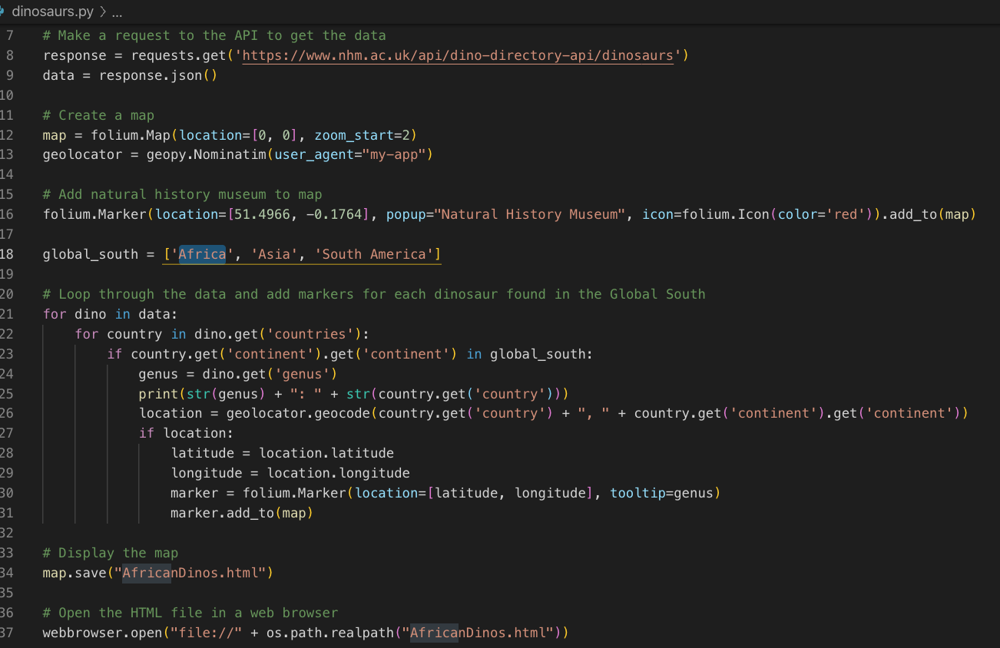 dinosaurs.py > ...
7 # Make a request to the API to get the data
8 response = requests.get('https://www.nhm.ac.uk/api/dino-directory-api/dinosaurs')
9 data = response.json()
10
11 # Create a map
12 map = folium.Map(location=[0, 0], zoom_start=2)
13 geolocator = geopy.Nominatim(user_agent="my-app")
14
15 # Add natural history museum to map
16 folium.Marker(location=[51.4966, -0.1764], popup="Natural History Museum", icon=folium.Icon(color='red')).add_to(map)
17
18 global_south = ['Africa', 'Asia', 'South America']
19
20 # Loop through the data and add markers for each dinosaur found in the Global South
21 for dino in data:
22     for country in dino.get('countries'):
23         if country.get('continent').get('continent') in global_south:
24             genus = dino.get('genus')
25             print(str(genus) + ": " + str(country.get('country')))
26             location = geolocator.geocode(country.get('country') + ", " + country.get('continent').get('continent'))
27             if location:
28                 latitude = location.latitude
29                 longitude = location.longitude
30                 marker = folium.Marker(location=[latitude, longitude], tooltip=genus)
31                 marker.add_to(map)
32
33 # Display the map
34 map.save("AfricanDinos.html")
35
36 # Open the HTML file in a web browser
37 webbrowser.open("file://" + os.path.realpath("AfricanDinos.html"))